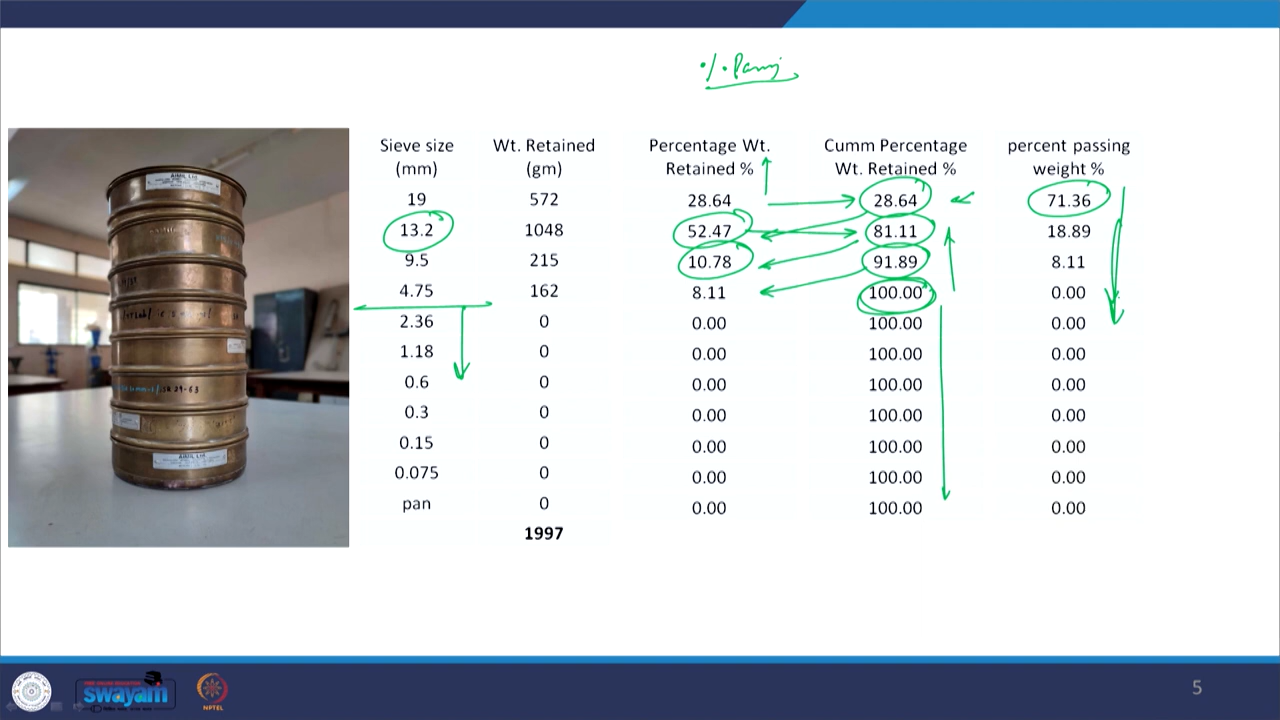 %.Passing
Sieve size (mm) Wt. Retained (gm) Percentage Wt. Retained % Cumm Percentage Wt. Retained % percent passing weight %
19 572 28.64 28.64 71.36
13.2 1048 52.47 81.11 18.89
9.5 215 10.78 91.89 8.11
4.75 162 8.11 100.00 0.00
2.36 0 0.00 100.00 0.00
1.18 0 0.00 100.00 0.00
0.6 0 0.00 100.00 0.00
0.3 0 0.00 100.00 0.00
0.15 0 0.00 100.00 0.00
0.075 0 0.00 100.00 0.00
pan 0 0.00 100.00 0.00
1997
AIMIL Ltd
AIMIL Ltd
swayam
NPTEL
5